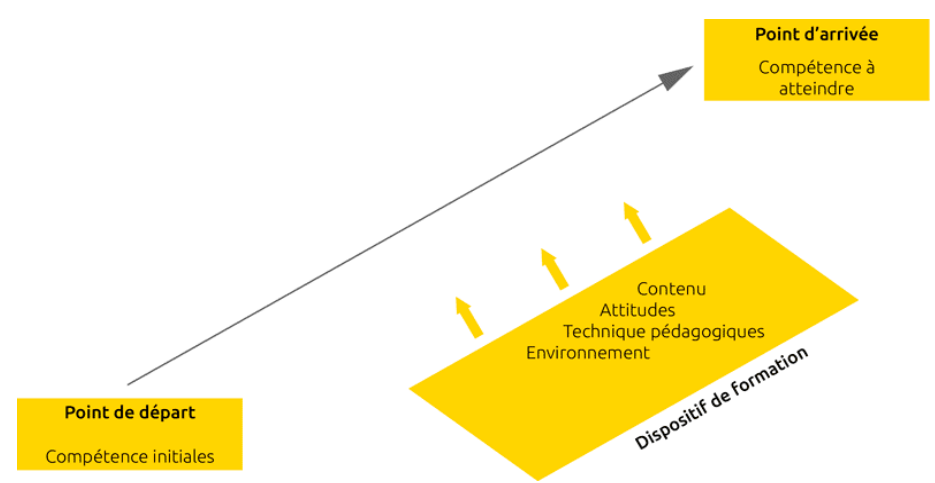 Point d’arrivée
Compétence à
atteindre
Contenu
Attitudes
Technique pédagogiques
Environnement
Dispositif de formation
Point de départ
Compétence initiales